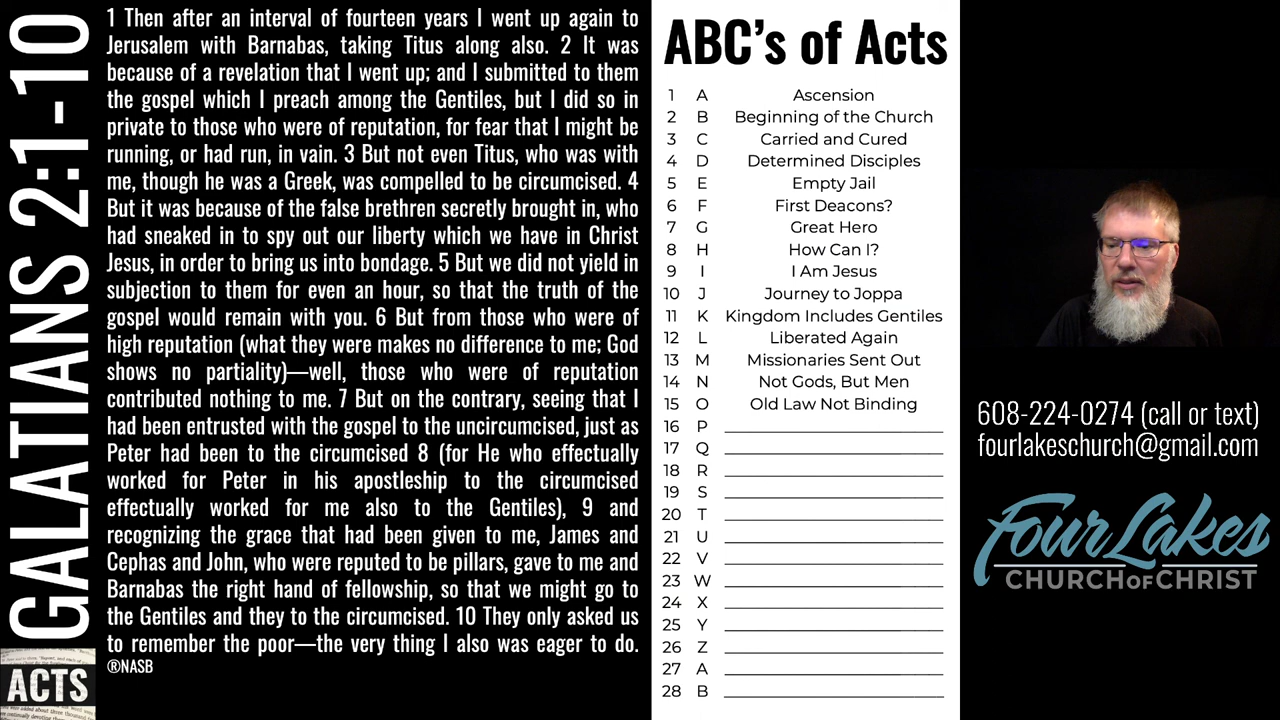 GALATIANS 2:1-10
ACTS
1 Then after an interval of fourteen years I went up again to
Jerusalem with Barnabas, taking Titus along also. 2 It was
because of a revelation that I went up; and I submitted to them
the gospel which I preach among the Gentiles, but I did so in
private to those who were of reputation, for fear that I might be
running, or had run, in vain. 3 But not even Titus, who was with
me, though he was a Greek, was compelled to be circumcised. 4
But it was because of the false brethren secretly brought in, who
had sneaked in to spy out our liberty which we have in Christ
Jesus, in order to bring us into bondage. 5 But we did not yield in
subjection to them for even an hour, so that the truth of the
gospel would remain with you. 6 But from those who were of
high reputation (what they were makes no difference to me; God
shows no partiality)—well, those who were of reputation
contributed nothing to me. 7 But on the contrary, seeing that I
had been entrusted with the gospel to the uncircumcised, just as
Peter had been to the circumcised 8 (for He who effectually
worked for Peter in his apostleship to the circumcised
effectually worked for me also to the Gentiles), 9 and
recognizing the grace that had been given to me, James and
Cephas and John, who were reputed to be pillars, gave to me and
Barnabas the right hand of fellowship, so that we might go to
the Gentiles and they to the circumcised. 10 They only asked us
to remember the poor—the very thing I also was eager to do.
®NASB
ABC's of Acts
1 A Ascension
2 B Beginning of the Church
3 C Carried and Cured
4 D Determined Disciples
5 E Empty Jail
6 F First Deacons?
7 G Great Hero
8 H How Can I?
9 I I Am Jesus
10 J Journey to Joppa
11 K Kingdom Includes Gentiles
12 L Liberated Again
13 M Missionaries Sent Out
14 N Not Gods, But Men
15 O Old Law Not Binding
16 P
17 Q
18 R
19 S
20 T
21 U
22 V
23 W
24 X
25 Y
26 Z
27 A
28 B
608-224-0274 (call or text)
fourlakeschurch@gmail.com
Four Lakes
CHURCH OF CHRIST